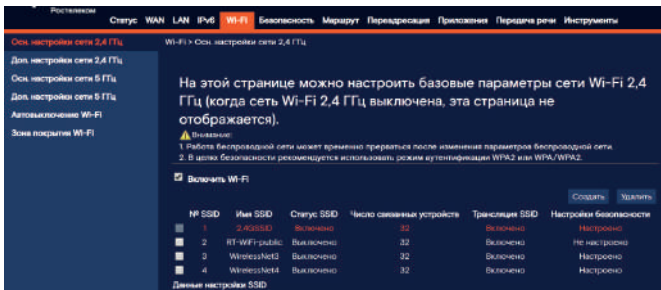 Ростелеком
Статус WAN LAN IPv6 Wi-Fi Безопасность Маршрут Переадресация Приложения Передача речи Инструменты
Осн. настройки сети 2,4 ГГц
Wi-Fi > Осн. настройки сети 2,4 ГГц
Доп. настройки сети 2,4 ГГц
Осн. настройки сети 5 ГГц
Доп. настройки сети 5 ГГц
Автовыключение Wi-Fi
Зона покрытия Wi-Fi
На этой странице можно настроить базовые параметры сети Wi-Fi 2,4
ГГц (когда сеть Wi-Fi 2,4 ГГц выключена, эта страница не
отображается).
Внимание:
1. Работа беспроводной сети может временно прерваться после изменения параметров беспроводной сети.
2. В целях безопасности рекомендуется использовать режим аутентификации WPA2 или WPA/WPA2.
Включить Wi-Fi
Создать Удалить
№ SSID Имя SSID Статус SSID Число связанных устройств Трансляция SSID Настройки безопасности
1 2.4GSSID Включено 32 Включено Настроено
2 RT-WiFi-public Выключено 32 Включено Не настроено
3 WirelessNet3 Выключено 32 Включено Настроено
4 WirelessNet4 Выключено 32 Включено Настроено
Данные настройки SSID